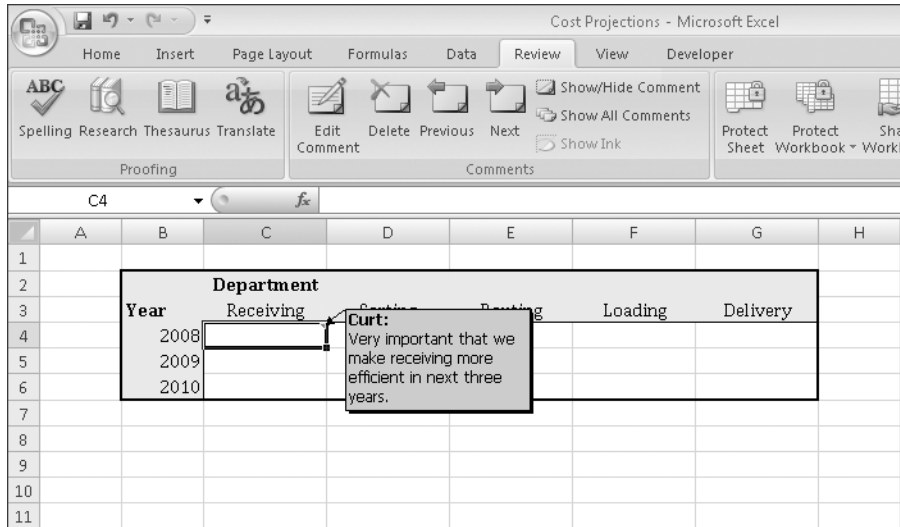 Cost Projections - Microsoft Excel
Home Insert Page Layout Formulas Data Review View Developer
ABC
Spelling Research Thesaurus Translate
Proofing
Edit Comment Delete Previous Next
Show/Hide Comment
Show All Comments
Show Ink
Comments
Protect Sheet Protect Workbook
C4 fx
A B C D E F G H
1
2 Department
3 Year Receiving Loading Delivery
4 2008
5 2009
6 2010
Curt:
Very important that we
make receiving more
efficient in next three
years.
7
8
9
10
11